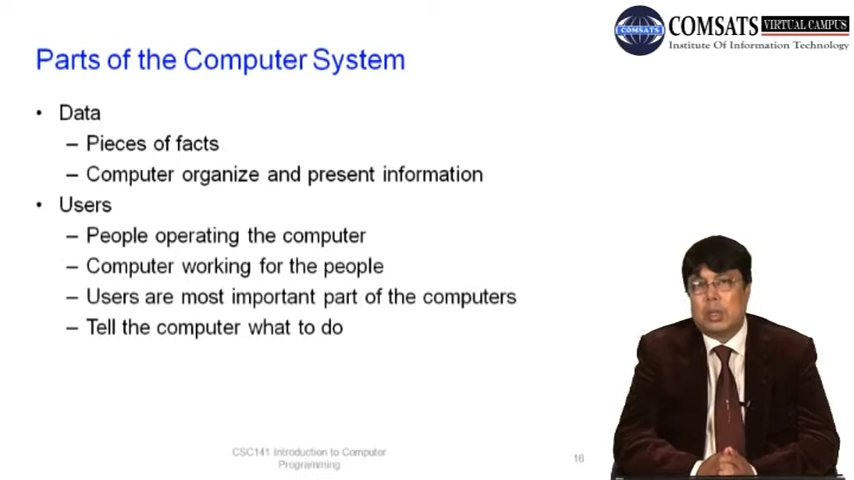 COMSATS VIRTUAL CAMPUS
COMSATS
Institute Of Information Technology
Parts of the Computer System
• Data
– Pieces of facts
– Computer organize and present information
• Users
– People operating the computer
– Computer working for the people
– Users are most important part of the computers
– Tell the computer what to do
CSC141 Introduction to Computer
Programming
16